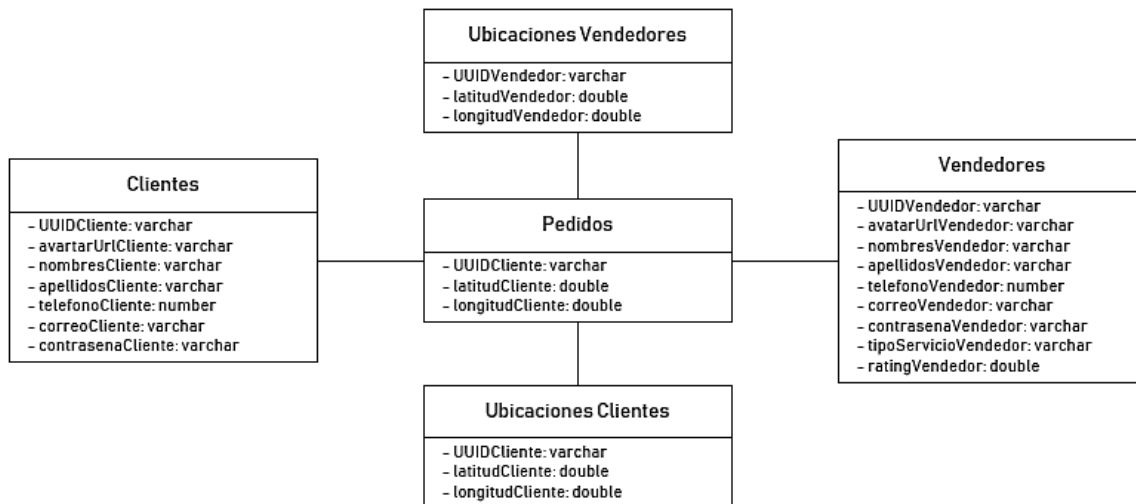 Ubicaciones Vendedores
- UUIDVendedor: varchar
- latitudVendedor: double
- longitudVendedor: double
Clientes
- UUIDCliente: varchar
- avartarUrlCliente: varchar
- nombresCliente: varchar
- apellidosCliente: varchar
- telefonoCliente: number
- correoCliente: varchar
- contrasenaCliente: varchar
Pedidos
- UUIDCliente: varchar
- latitudCliente: double
- longitudCliente: double
Vendedores
- UUIDVendedor: varchar
- avatarUrlVendedor: varchar
- nombresVendedor: varchar
- apellidosVendedor: varchar
- telefonoVendedor: number
- correoVendedor: varchar
- contrasenaVendedor: varchar
- tipoServicioVendedor: varchar
- ratingVendedor: double
Ubicaciones Clientes
- UUIDCliente: varchar
- latitudCliente: double
- longitudCliente: double